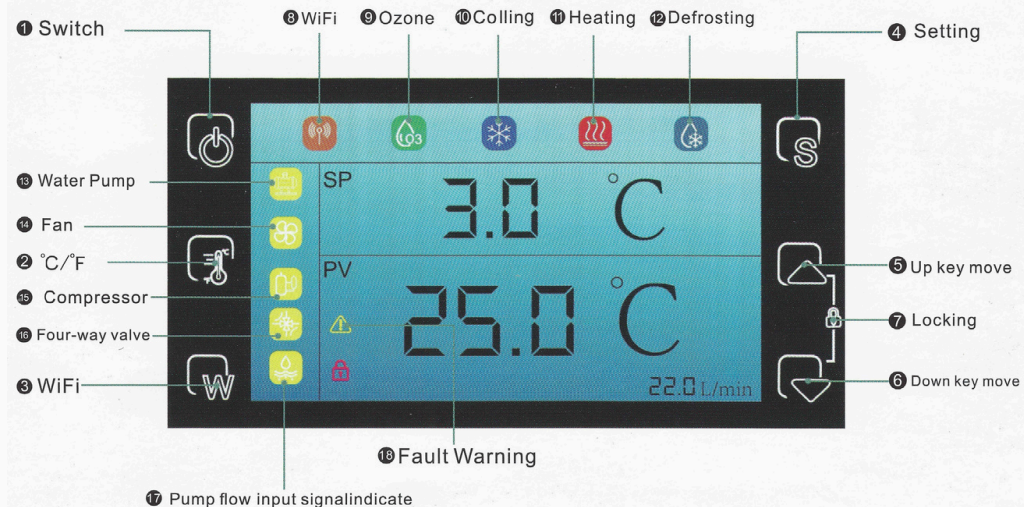 ❽ WiFi
❾ Ozone
❿ Colling
⓫ Heating
⓬ Defrosting
❶ Switch
❹ Setting
O3
S
⓭ Water Pump
SP
3.0 °C
⓮ Fan
❷ °C/°F
°C
°F
PV
25.0 °C
❺ Up key move
⓯ Compressor
❼ Locking
⓰ Four-way valve
❸ WiFi
W
22.0 L/min
❻ Down key move
⓲ Fault Warning
⓱ Pump flow input signalindicate